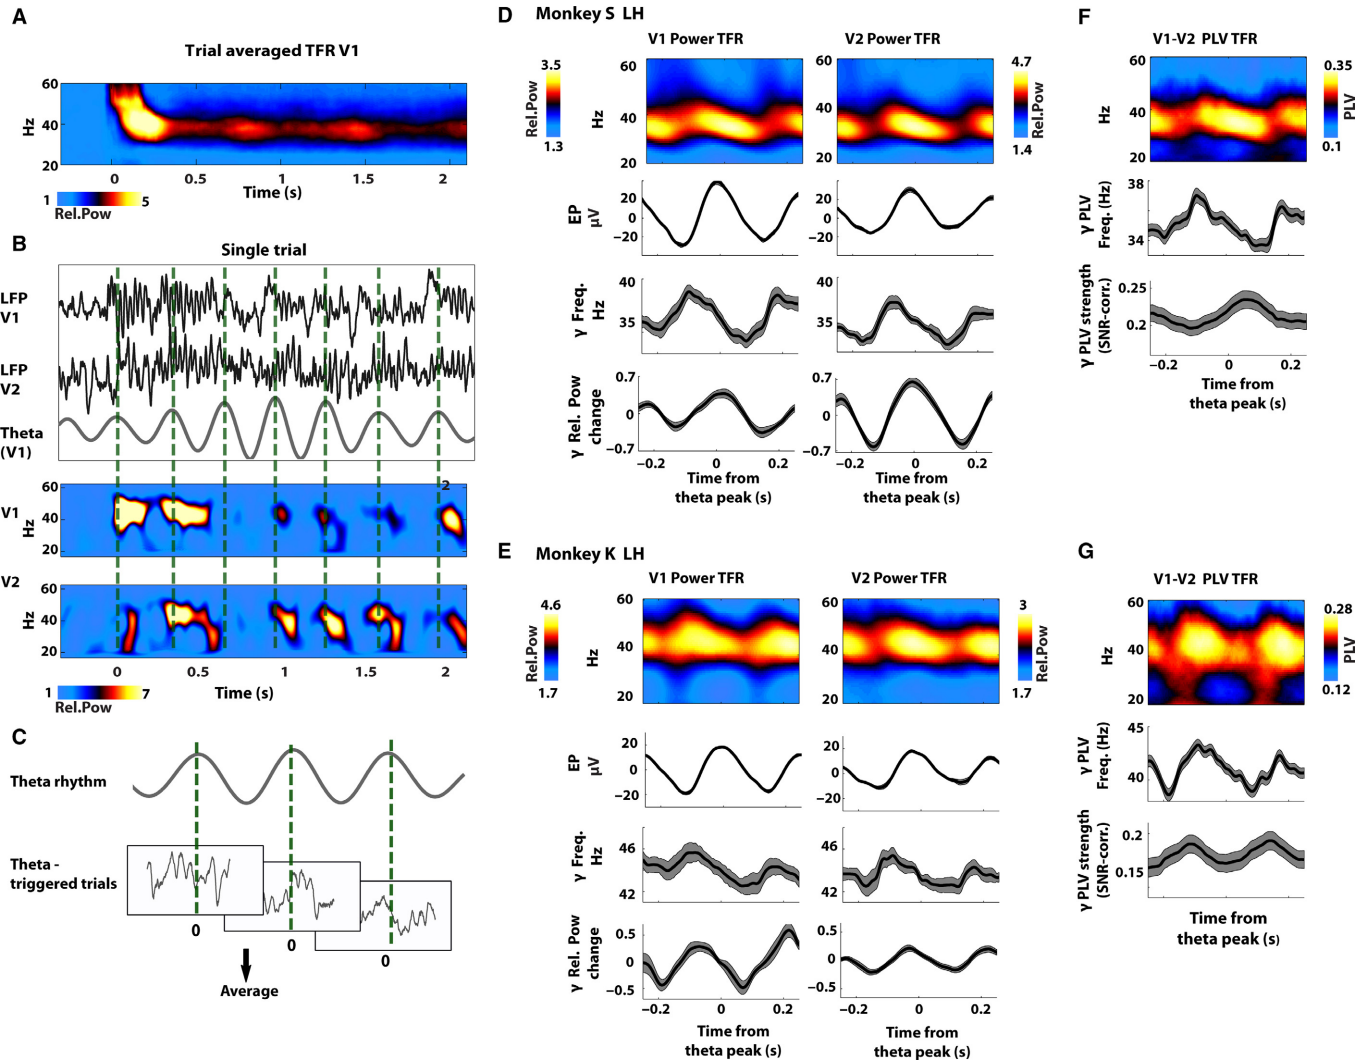 A
Trial averaged TFR V1
60
40
20
Hz
0 0.5 1 1.5 2
Time (s)
1 5
Rel.Pow
B
Single trial
LFP
V1
LFP
V2
Theta
(V1)
2
V1
60
40
20
Hz
V2
60
40
20
Hz
0 0.5 1 1.5 2
Time (s)
1 7
Rel.Pow
C
Theta rhythm
Theta -
triggered trials
0
0
0
Average
D
Monkey S LH
V1 Power TFR
V2 Power TFR
3.5
Rel.Pow
1.3
Hz
60
40
20
60
40
20
4.7
Rel.Pow
1.4
EP
μV
20
0
−20
20
0
−20
γ Freq.
Hz
40
35
40
35
γ Rel. Pow
change
0.7
0
−0.7
0.7
0
−0.7
−0.2 0 0.2
−0.2 0 0.2
Time from
theta peak (s)
Time from
theta peak (s)
E
Monkey K LH
V1 Power TFR
V2 Power TFR
4.6
Rel.Pow
1.7
Hz
60
40
20
60
40
20
3
Rel.Pow
1.7
EP
μV
20
0
−20
20
0
−20
γ Freq.
Hz
46
42
46
42
γ Rel. Pow
change
0.5
0
−0.5
0.5
0
−0.5
−0.2 0 0.2
−0.2 0 0.2
Time from
theta peak (s)
Time from
theta peak (s)
F
V1-V2 PLV TFR
Hz
60
40
20
0.35
PLV
0.1
γ PLV
Freq. (Hz)
38
34
γ PLV strength
(SNR-corr.)
0.25
0.2
−0.2 0 0.2
Time from
theta peak (s)
G
V1-V2 PLV TFR
Hz
60
40
20
0.28
PLV
0.12
γ PLV
Freq. (Hz)
45
40
γ PLV strength
(SNR-corr.)
0.2
0.15
Time from
theta peak (s)